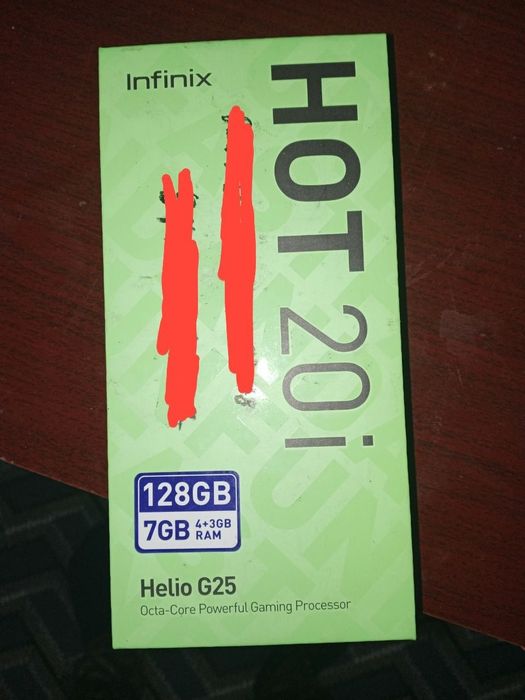 Infinix
HOT 20i
128GB
7GB 4+3GB
RAM
Helio G25
Octa-Core Powerful Gaming Processor